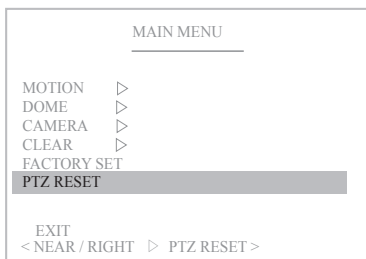 MAIN MENU
MOTION ▷
DOME ▷
CAMERA ▷
CLEAR ▷
FACTORY SET
PTZ RESET
EXIT
< NEAR / RIGHT ▷ PTZ RESET >